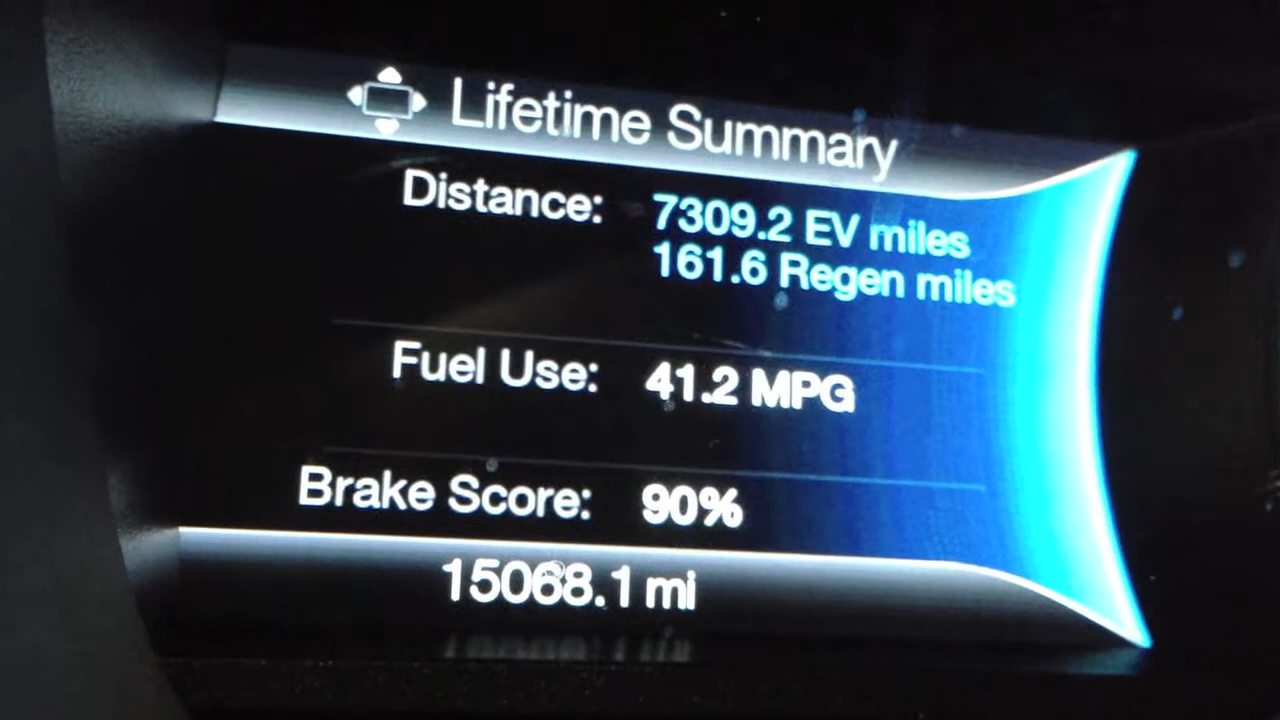 Lifetime Summary
Distance: 7309.2 EV miles
161.6 Regen miles
Fuel Use: 41.2 MPG
Brake Score: 90%
15068.1 mi